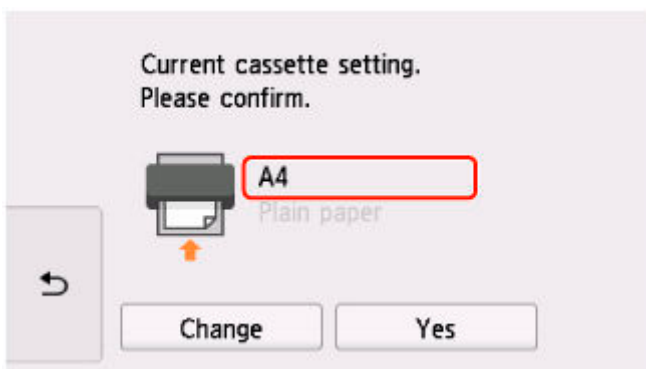 Current cassette setting.
Please confirm.
A4
Plain paper
Change
Yes